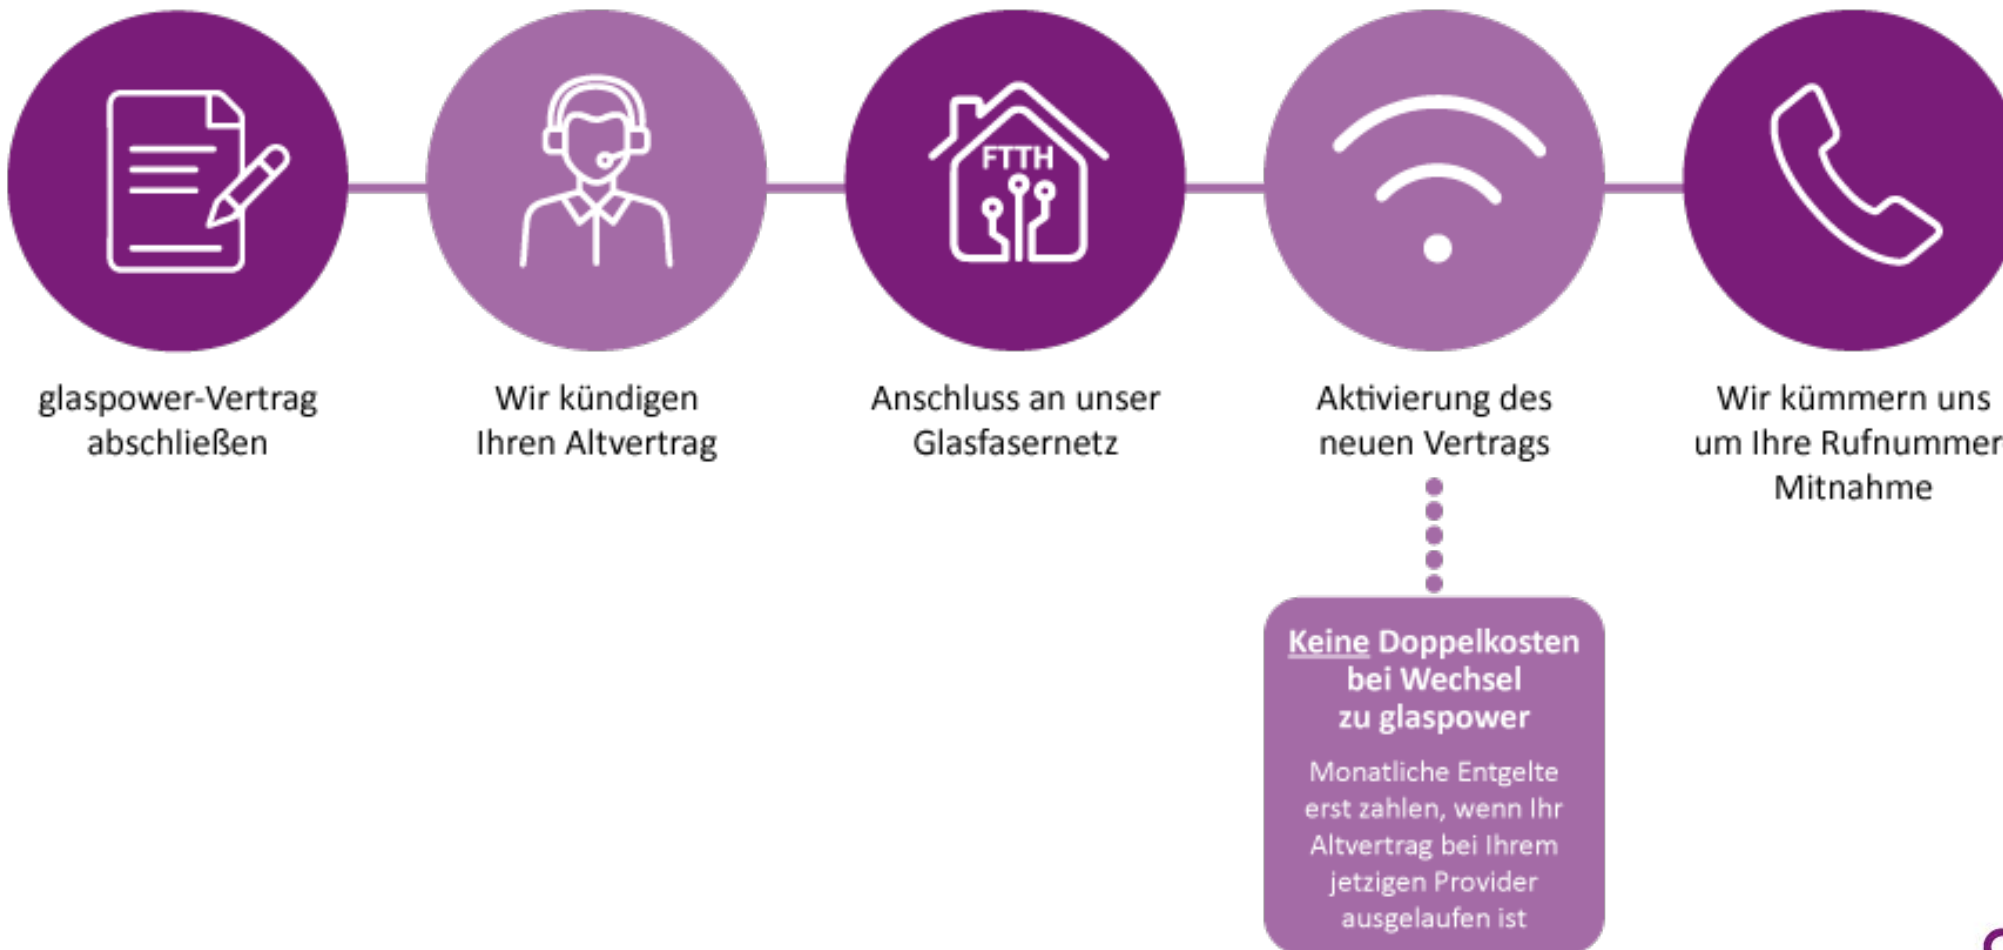 FTTH
glaspower-Vertrag
abschließen
Wir kündigen
Ihren Altvertrag
Anschluss an unser
Glasfasernetz
Aktivierung des
neuen Vertrags
Wir kümmern uns
um Ihre Rufnummer
Mitnahme
Keine Doppelkosten
bei Wechsel
zu glaspower
Monatliche Entgelte
erst zahlen, wenn Ihr
Altvertrag bei Ihrem
jetzigen Provider
ausgelaufen ist